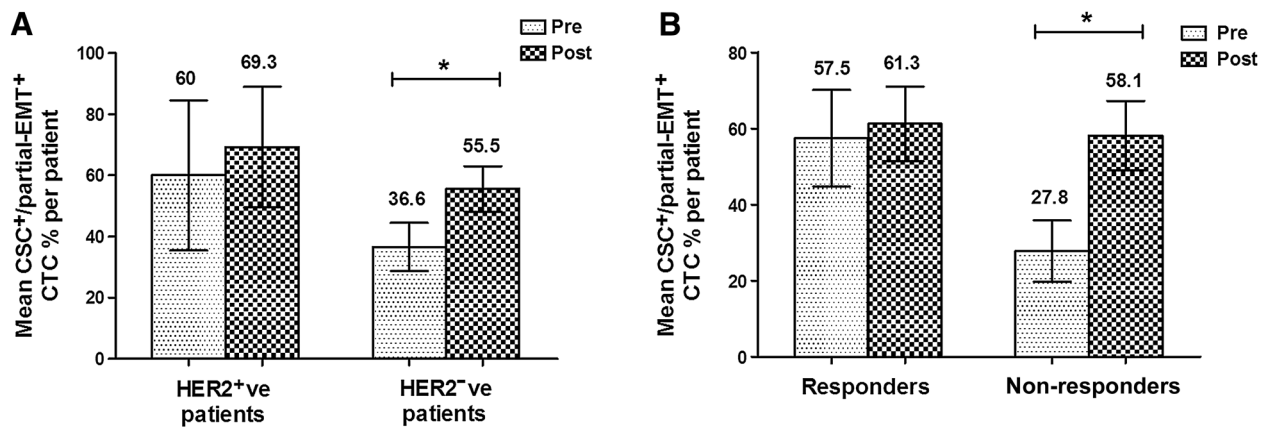 A
Pre
Post
Mean CSC+/partial-EMT+
CTC % per patient
100
80
60
40
20
0
60
69.3
*
36.6
55.5
HER2+ve
patients
HER2-ve
patients
B
Pre
Post
Mean CSC+/partial-EMT+
CTC % per patient
80
60
40
20
0
57.5
61.3
*
27.8
58.1
Responders
Non-responders